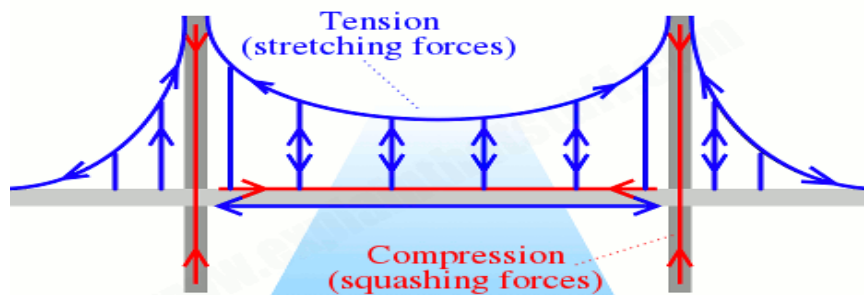 Tension
(stretching forces)
Compression
(squashing forces)